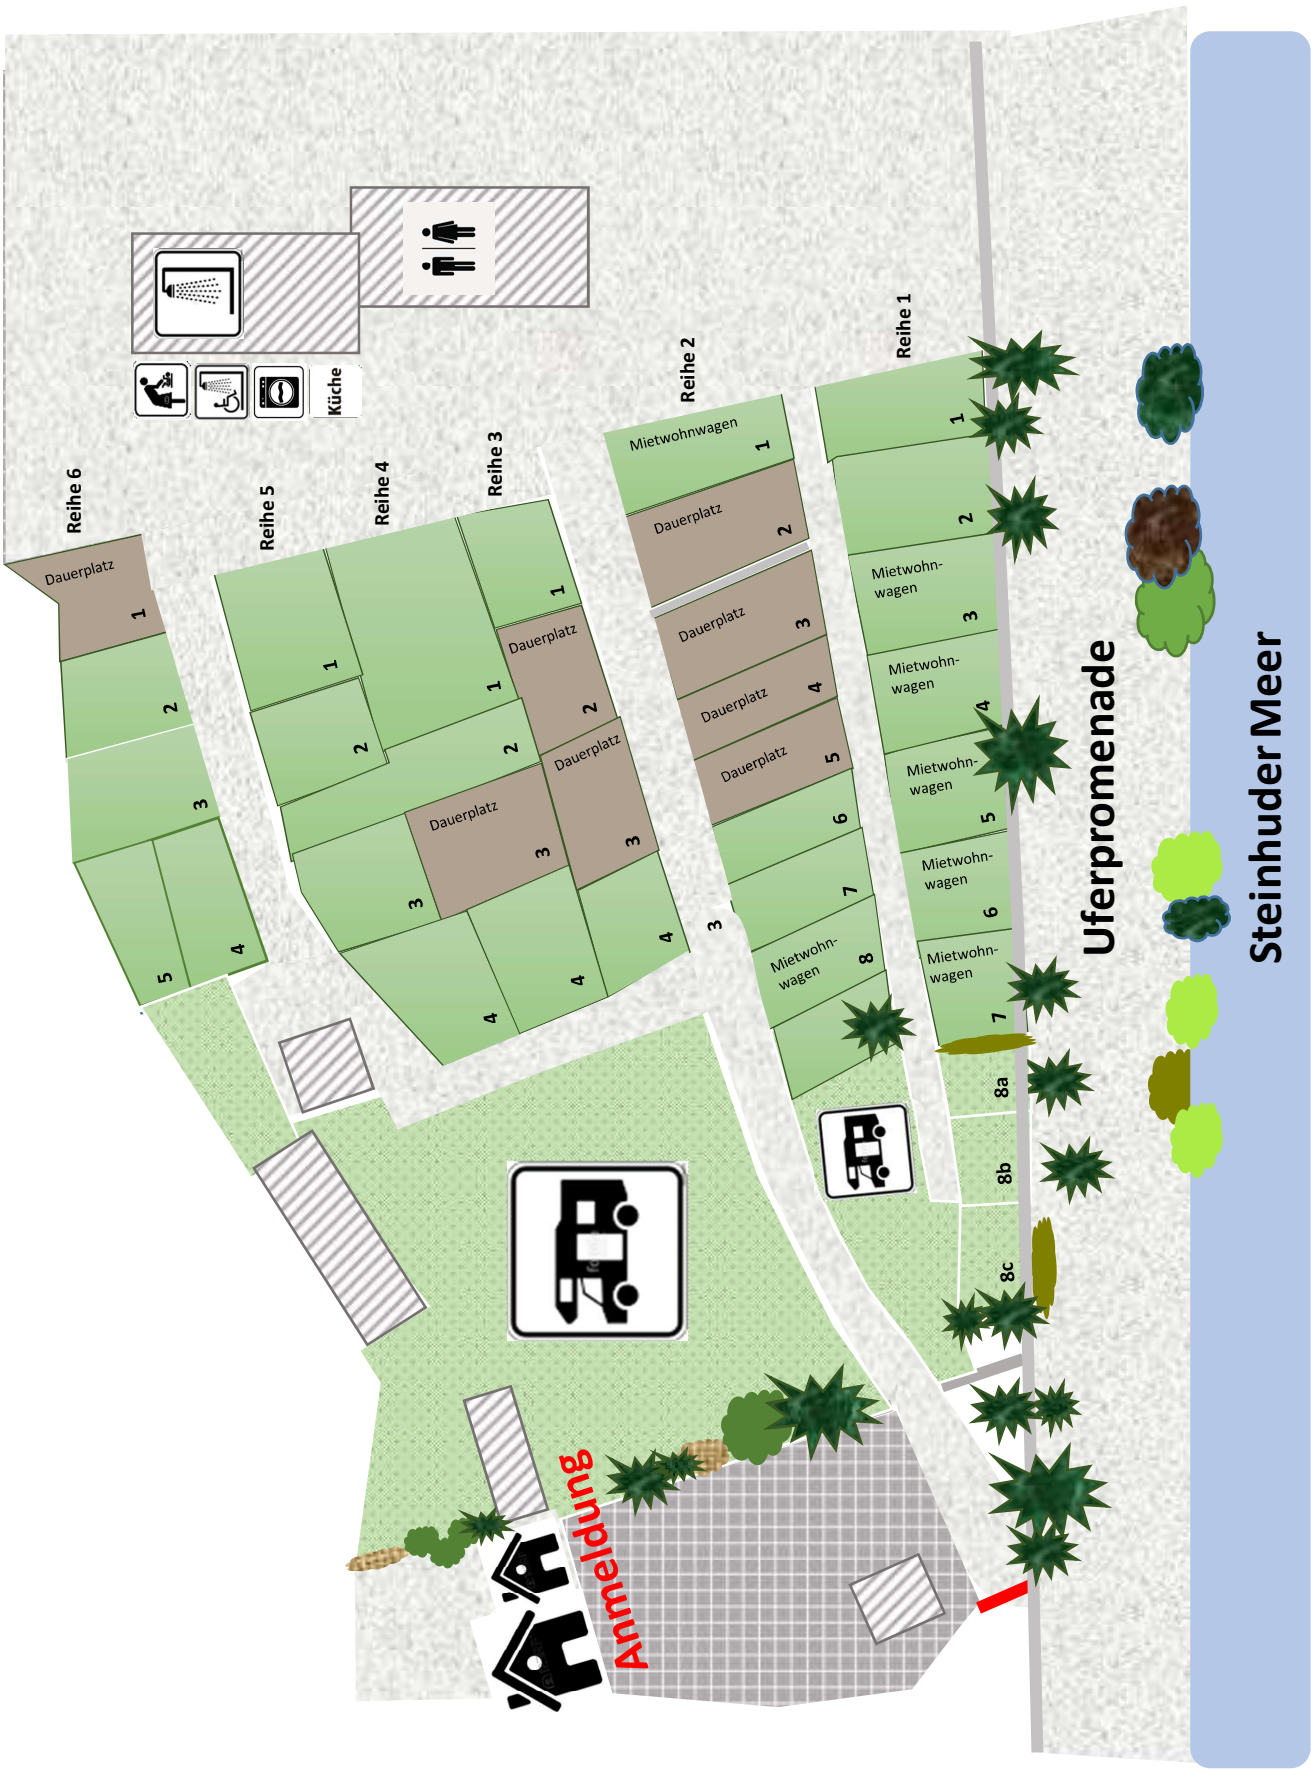 Reihe 6
Dauerplatz
1
2
3
4
5
Küche
Reihe 5
1
2
3
4
Reihe 4
1
2
Dauerplatz
3
4
Reihe 3
1
Dauerplatz
2
Dauerplatz
3
4
3
Reihe 2
Mietwohnwagen
1
Dauerplatz
2
Dauerplatz
3
Dauerplatz
4
Dauerplatz
5
6
7
Mietwohn-
wagen
8
Reihe 1
1
2
Mietwohn-
wagen
3
Mietwohn-
wagen
4
Mietwohn-
wagen
5
Mietwohn-
wagen
6
Mietwohn-
wagen
7
8a
8b
8c
Anmeldung
Uferpromenade
Steinhuder Meer